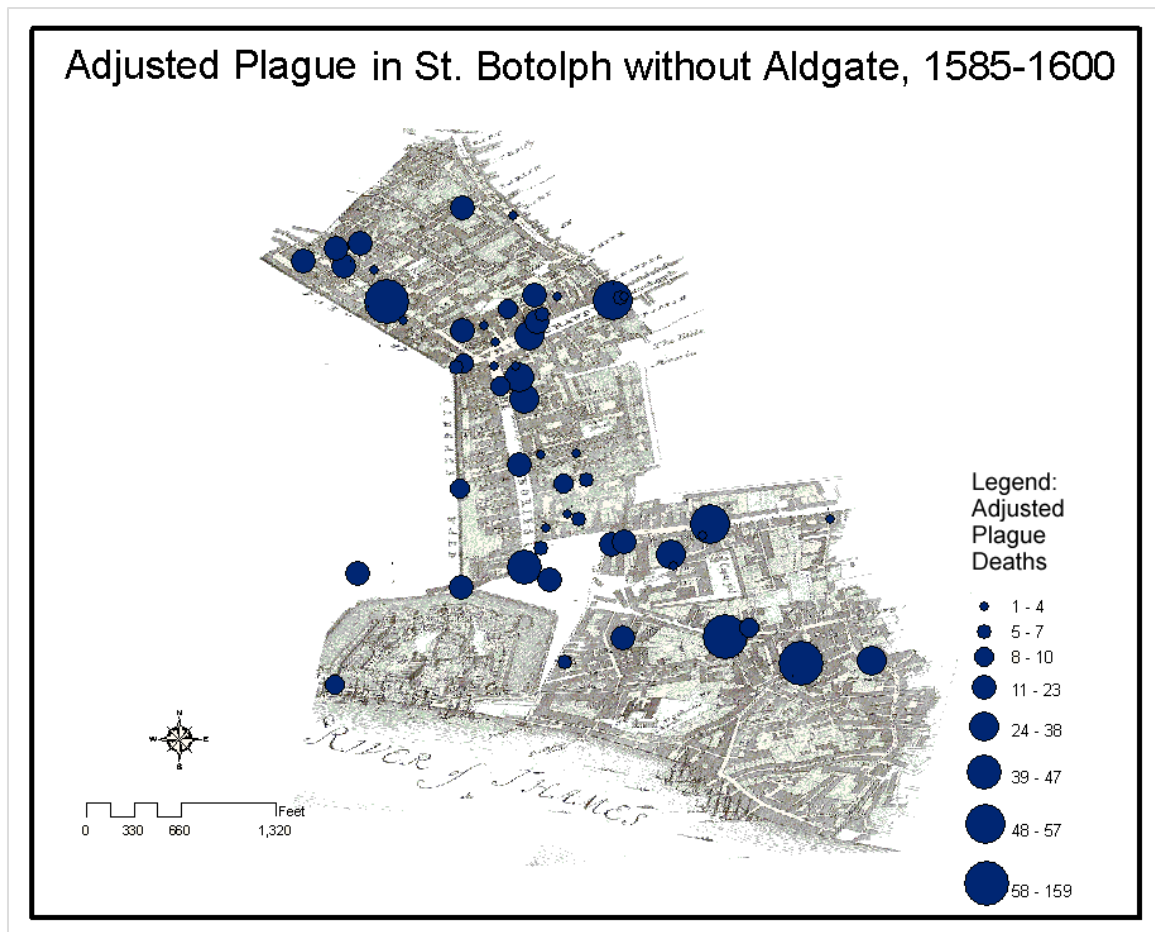 Adjusted Plague in St. Botolph without Aldgate, 1585-1600
Legend:
Adjusted
Plague
Deaths
1 - 4
5 - 7
8 - 10
11 - 23
24 - 38
39 - 47
48 - 57
58 - 159
N
W E
S
RIVER of THAMES
Feet
0 330 660 1,320